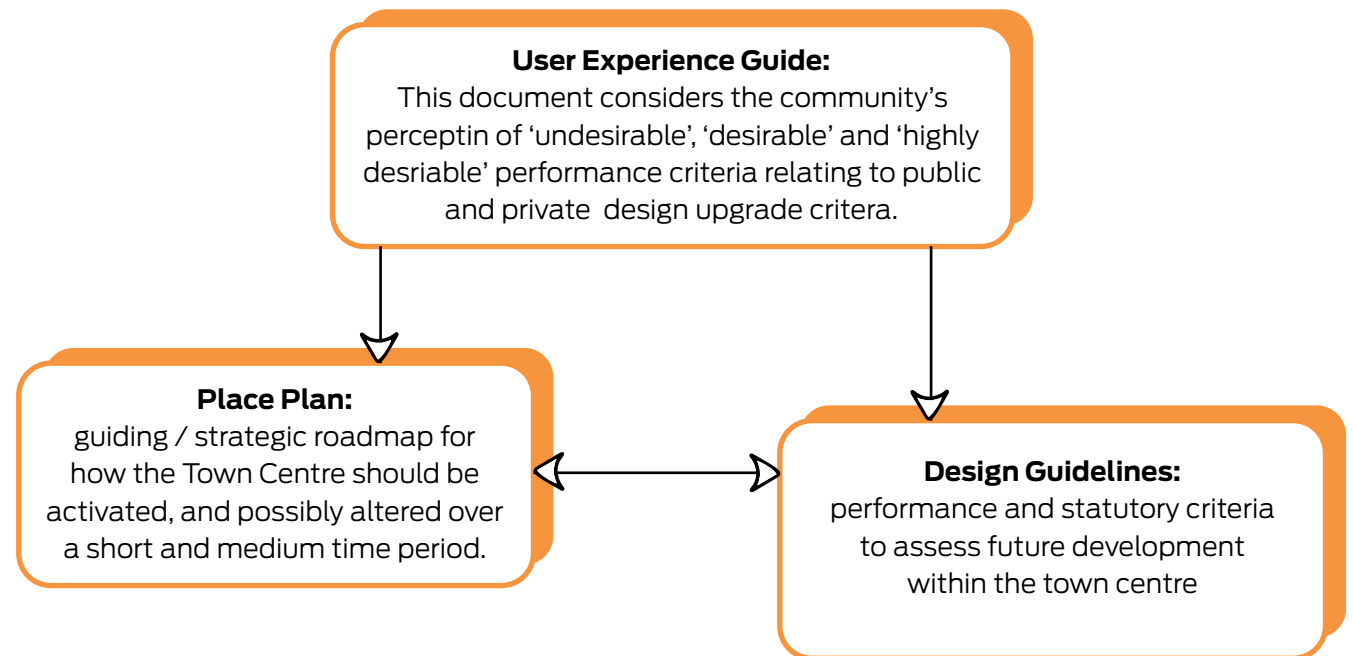 User Experience Guide:
This document considers the community’s
perceptin of ‘undesirable’, ‘desirable’ and ‘highly
desriable’ performance criteria relating to public
and private  design upgrade critera.
Place Plan:
guiding / strategic roadmap for
how the Town Centre should be
activated, and possibly altered over
a short and medium time period.
Design Guidelines:
performance and statutory criteria
to assess future development
within the town centre